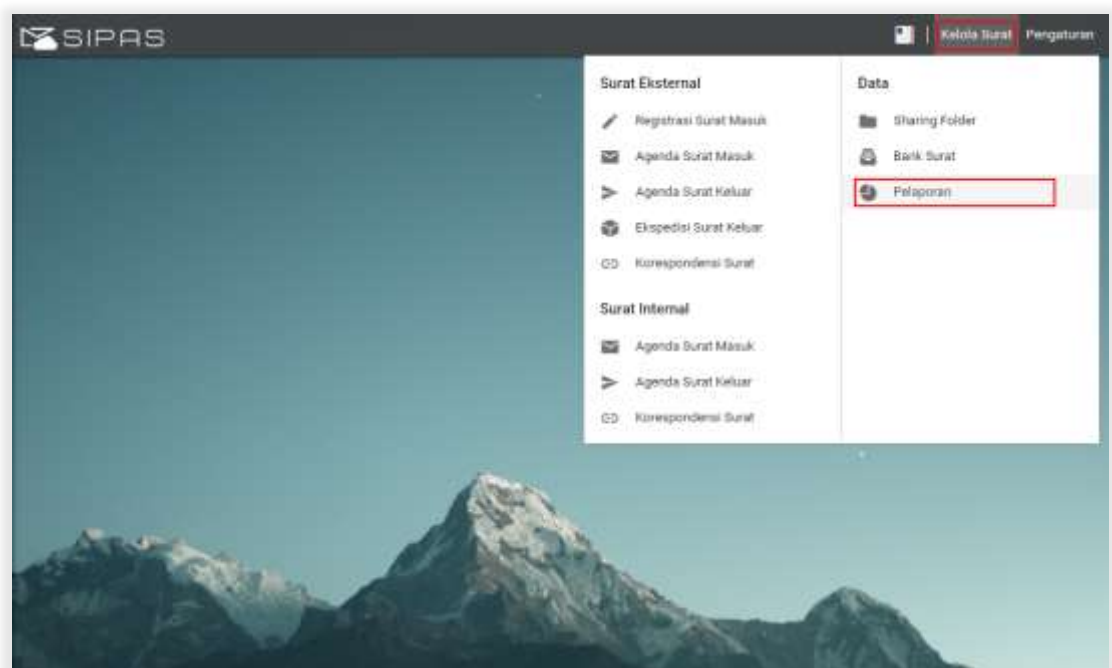 SIPAS
Kelola Surat
Pengaturan
Surat Eksternal
Registrasi Surat Masuk
Agenda Surat Masuk
Agenda Surat Keluar
Ekspedisi Surat Keluar
Korespondensi Surat
Surat Internal
Agenda Surat Masuk
Agenda Surat Keluar
Korespondensi Surat
Data
Sharing Folder
Bank Surat
Pelaporan